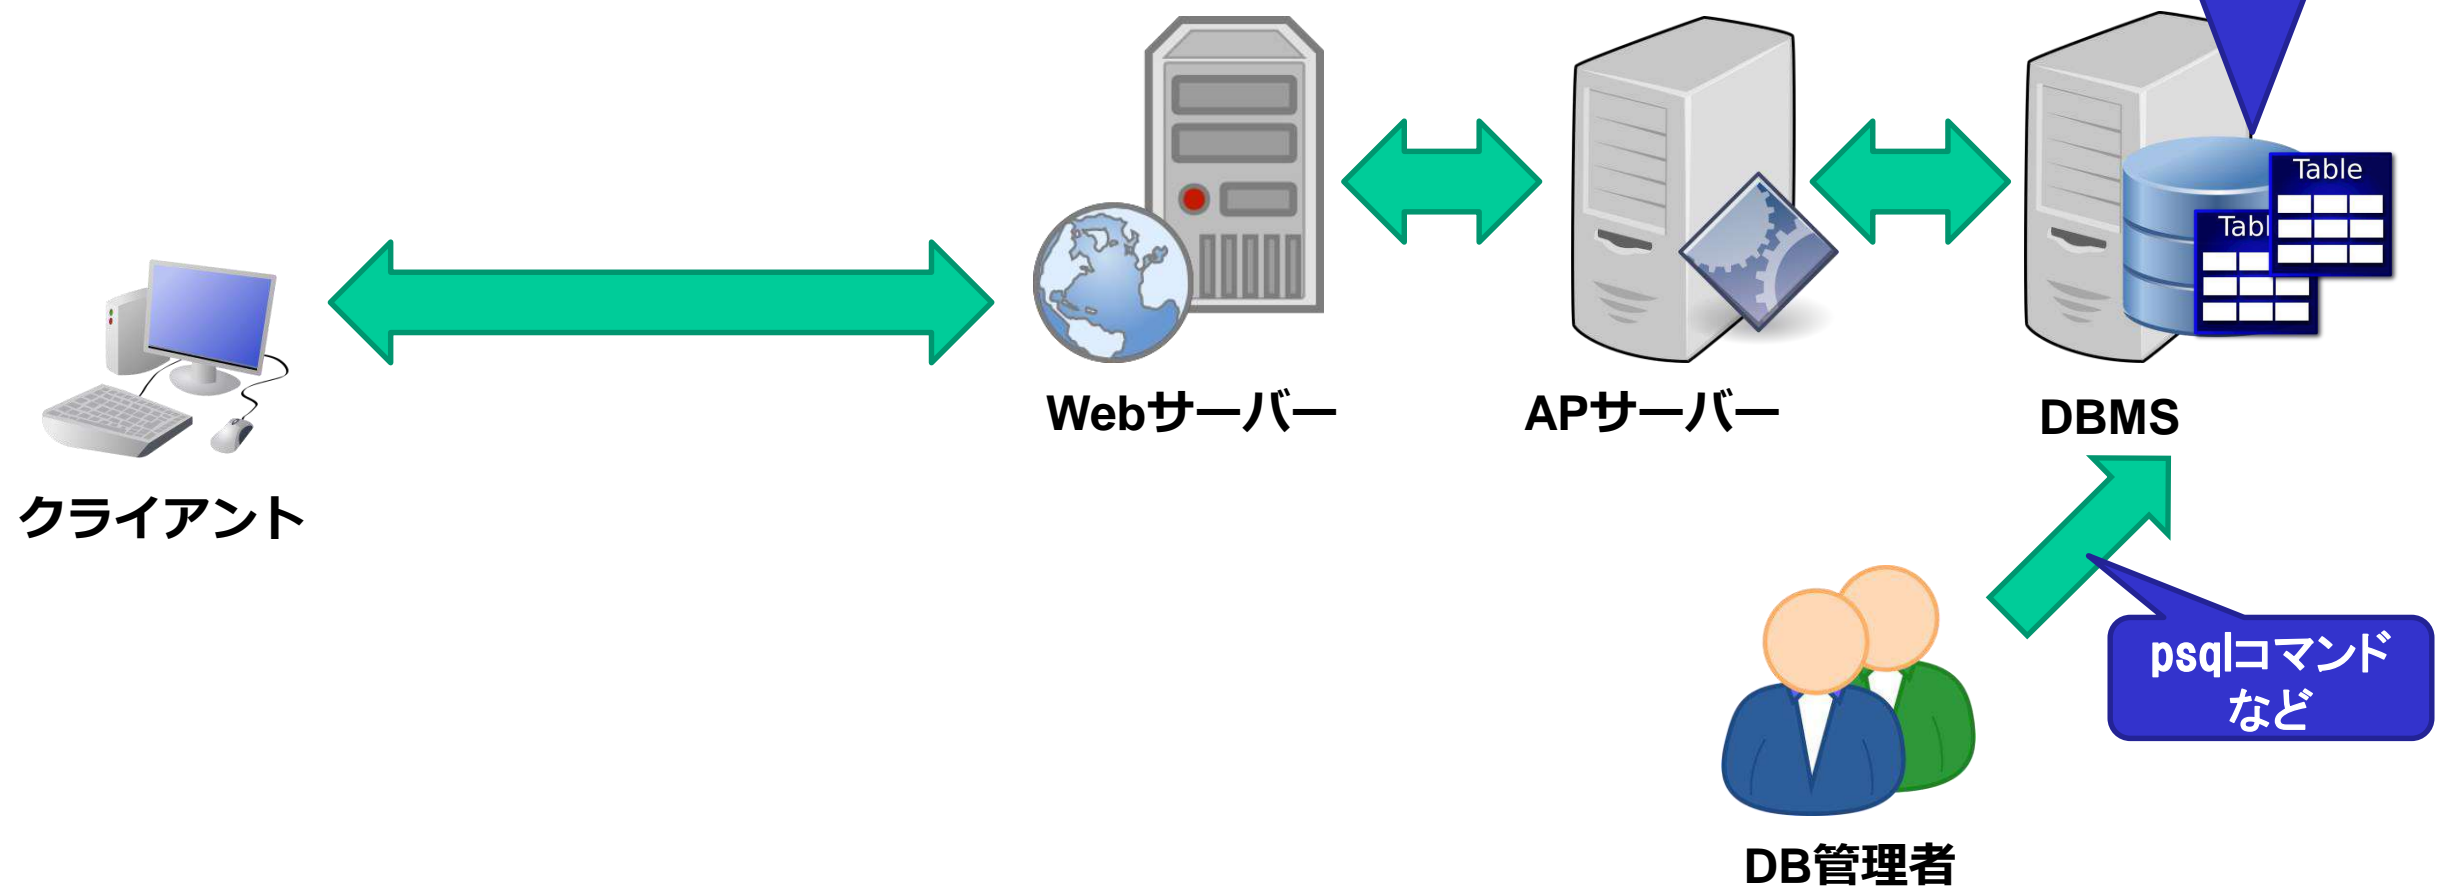 Table
Tabl
Webサーバー
APサーバー
DBMS
クライアント
psqlコマンド
など
DB管理者